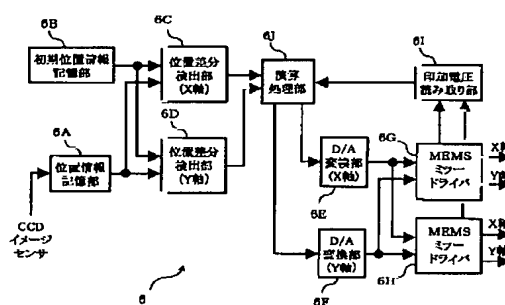 6B
初期位置情報
記憶部
6C
位置差分
検出部
(X軸)
6J
演算
処理部
6I
印加電圧
読み取り部
6A
位置情報
記憶部
6D
位置差分
検出部
(Y軸)
D/A
変換部
(X軸)
6E
6G
MEMS
ミラー
ドライバ
X軸
Y軸
CCD
イメージ
センサ
D/A
変換部
(Y軸)
6F
MEMS
ミラー
ドライバ
6H
X軸
Y軸
6